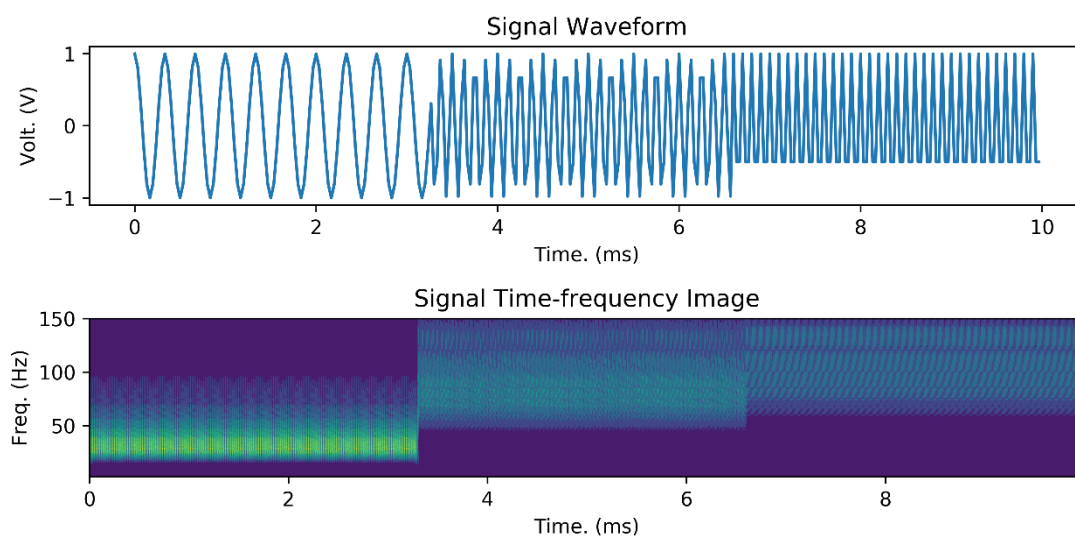 Signal Waveform
Volt. (V)
1
0
−1
0 2 4 6 8 10
Time. (ms)
Signal Time-frequency Image
Freq. (Hz)
150
100
50
0 2 4 6 8
Time. (ms)